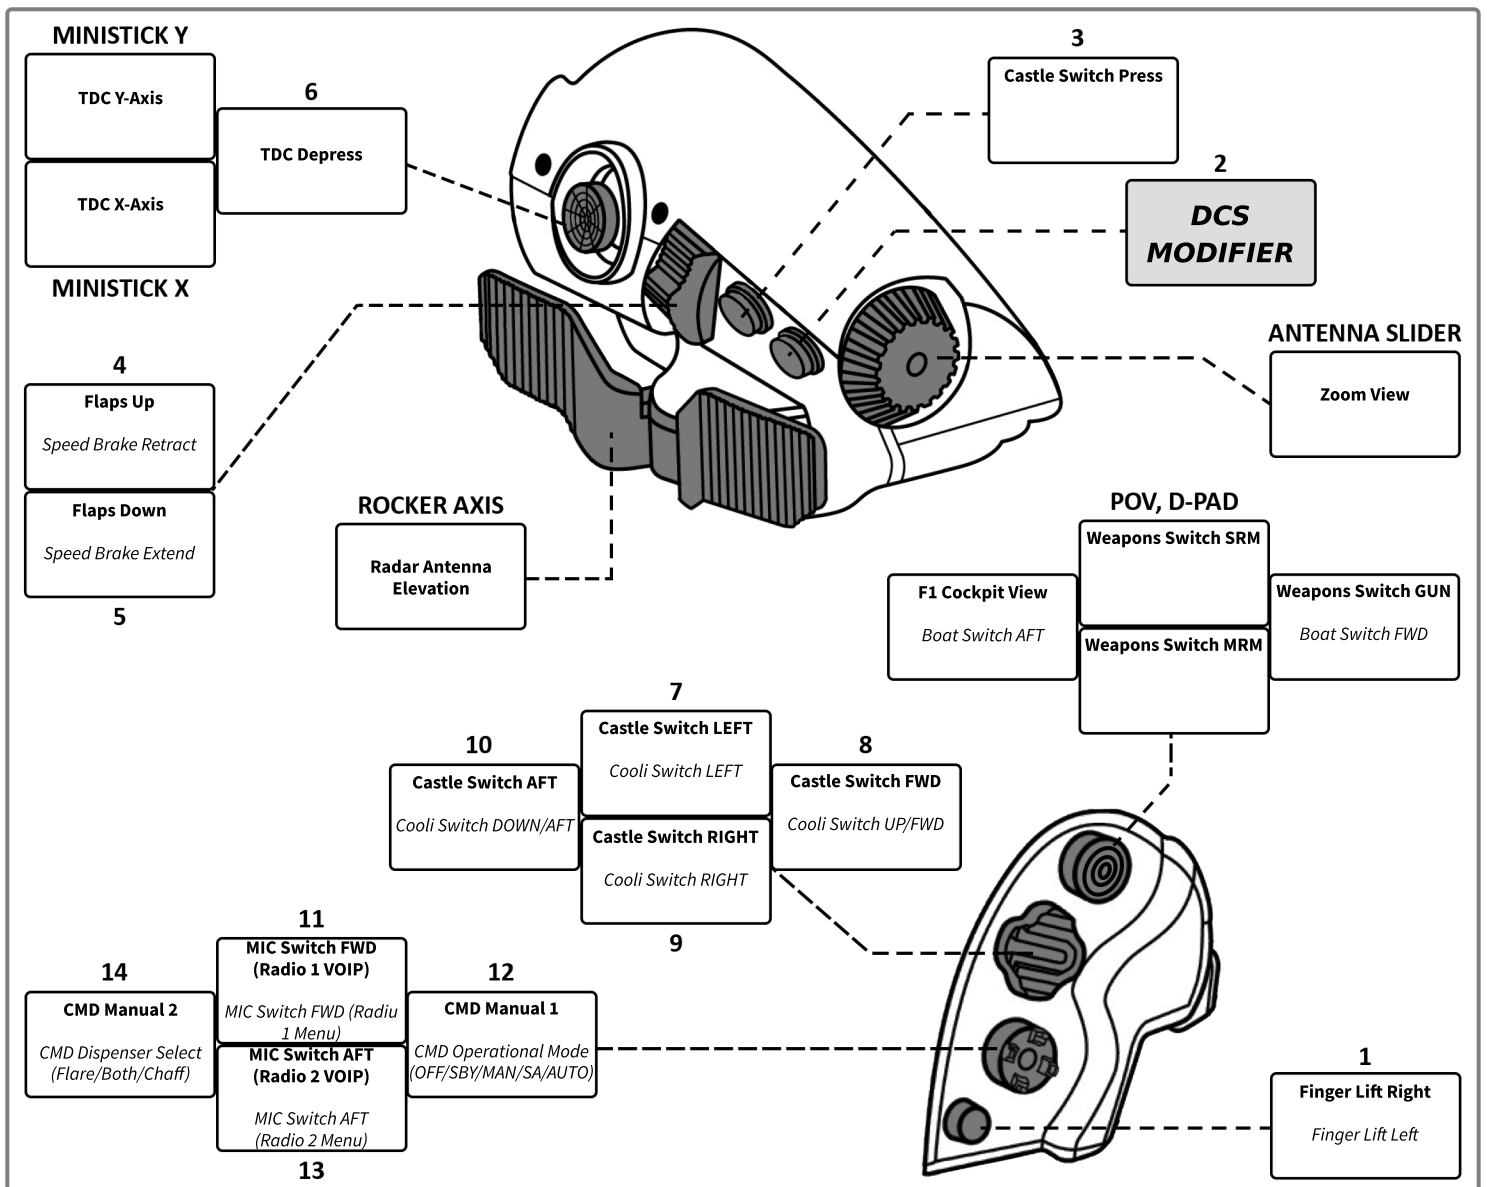 MINISTICK Y
TDC Y-Axis
TDC X-Axis
MINISTICK X
6
TDC Depress
3
Castle Switch Press
2
DCS
MODIFIER
ANTENNA SLIDER
Zoom View
4
Flaps Up
Speed Brake Retract
Flaps Down
Speed Brake Extend
5
ROCKER AXIS
Radar Antenna
Elevation
POV, D-PAD
Weapons Switch SRM
F1 Cockpit View
Boat Switch AFT
Weapons Switch GUN
Boat Switch FWD
Weapons Switch MRM
7
Castle Switch LEFT
Cooli Switch LEFT
10
Castle Switch AFT
Cooli Switch DOWN/AFT
8
Castle Switch FWD
Cooli Switch UP/FWD
Castle Switch RIGHT
Cooli Switch RIGHT
9
11
MIC Switch FWD
(Radio 1 VOIP)
MIC Switch FWD (Radiu
1 Menu)
14
CMD Manual 2
CMD Dispenser Select
(Flare/Both/Chaff)
12
CMD Manual 1
CMD Operational Mode
(OFF/SBY/MAN/SA/AUTO)
MIC Switch AFT
(Radio 2 VOIP)
MIC Switch AFT
(Radio 2 Menu)
13
1
Finger Lift Right
Finger Lift Left